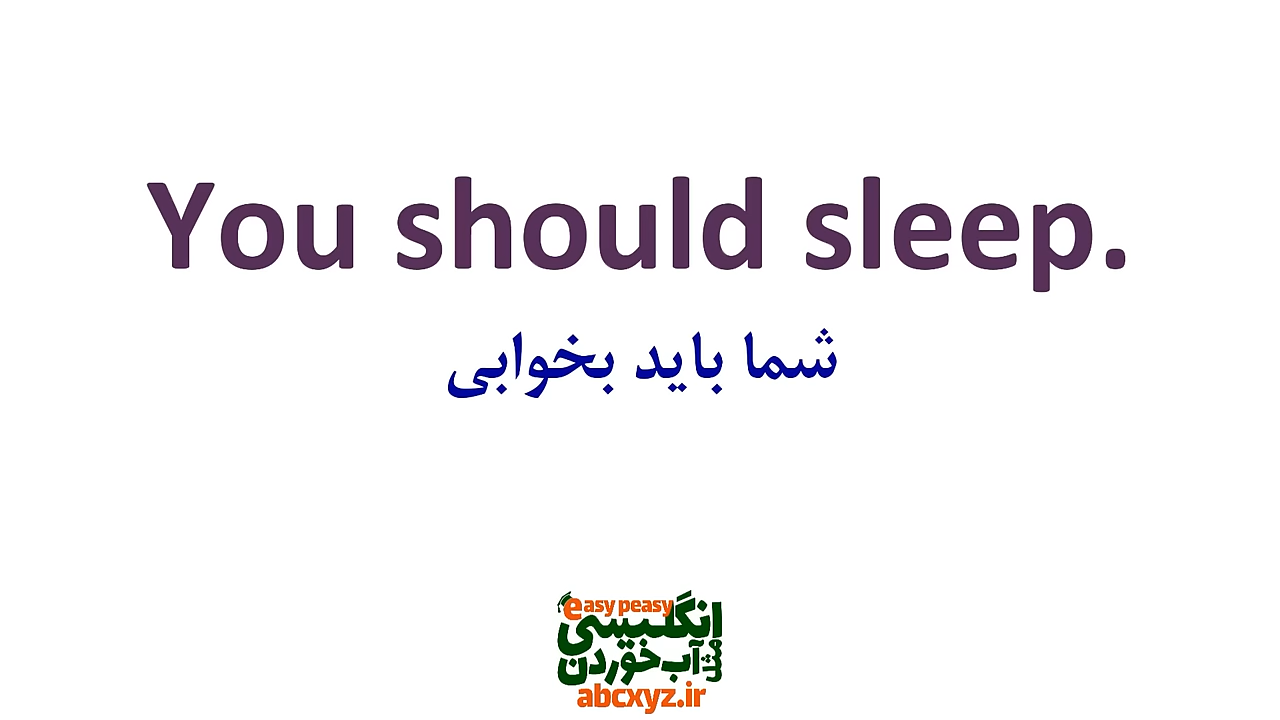 You should sleep.
شما باید بخوابی
easy peasy
انگلیسی
مثل آب خوردن
abcxyz.ir